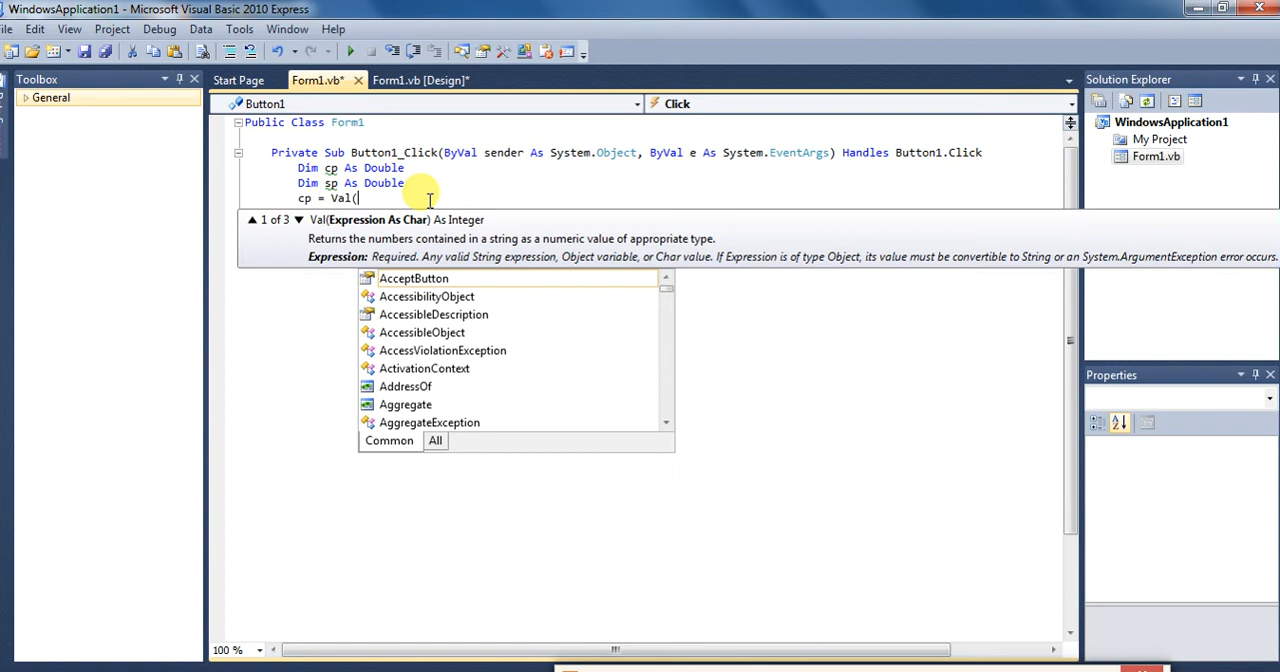 WindowsApplication1 - Microsoft Visual Basic 2010 Express
ile Edit View Project Debug Data Tools Window Help
Toolbox
General
Start Page Form1.vb* Form1.vb [Design]*
Button1 Click
Public Class Form1
Private Sub Button1_Click(ByVal sender As System.Object, ByVal e As System.EventArgs) Handles Button1.Click
Dim cp As Double
Dim sp As Double
cp = Val(
1 of 3 Val(Expression As Char) As Integer
Returns the numbers contained in a string as a numeric value of appropriate type.
Expression: Required. Any valid String expression, Object variable, or Char value. If Expression is of type Object, its value must be convertible to String or an System.ArgumentException error occurs.
AcceptButton
AccessibilityObject
AccessibleDescription
AccessibleObject
AccessViolationException
ActivationContext
AddressOf
Aggregate
AggregateException
Common All
100 %
Solution Explorer
WindowsApplication1
My Project
Form1.vb
Properties